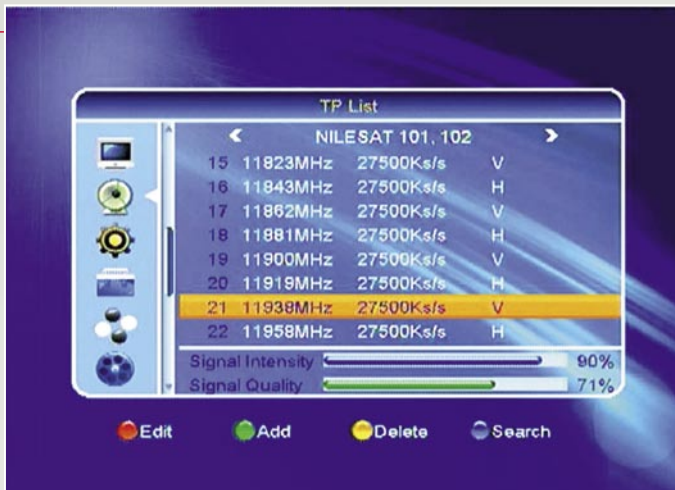 TP List
NILESAT 101, 102
15 11823MHz 27500Ks/s V
16 11843MHz 27500Ks/s H
17 11862MHz 27500Ks/s V
18 11881MHz 27500Ks/s H
19 11900MHz 27500Ks/s V
20 11919MHz 27500Ks/s H
21 11938MHz 27500Ks/s V
22 11958MHz 27500Ks/s H
Signal Intensity 90%
Signal Quality 71%
Edit Add Delete Search